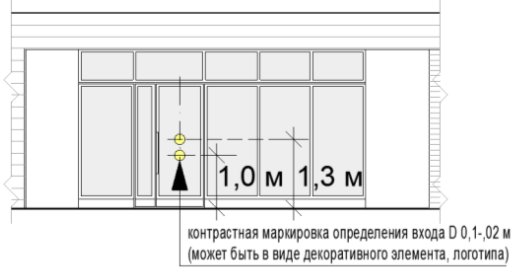 1,0 м 1,3 м
контрастная маркировка определения входа D 0,1-,02 м
(может быть в виде декоративного элемента, логотипа)